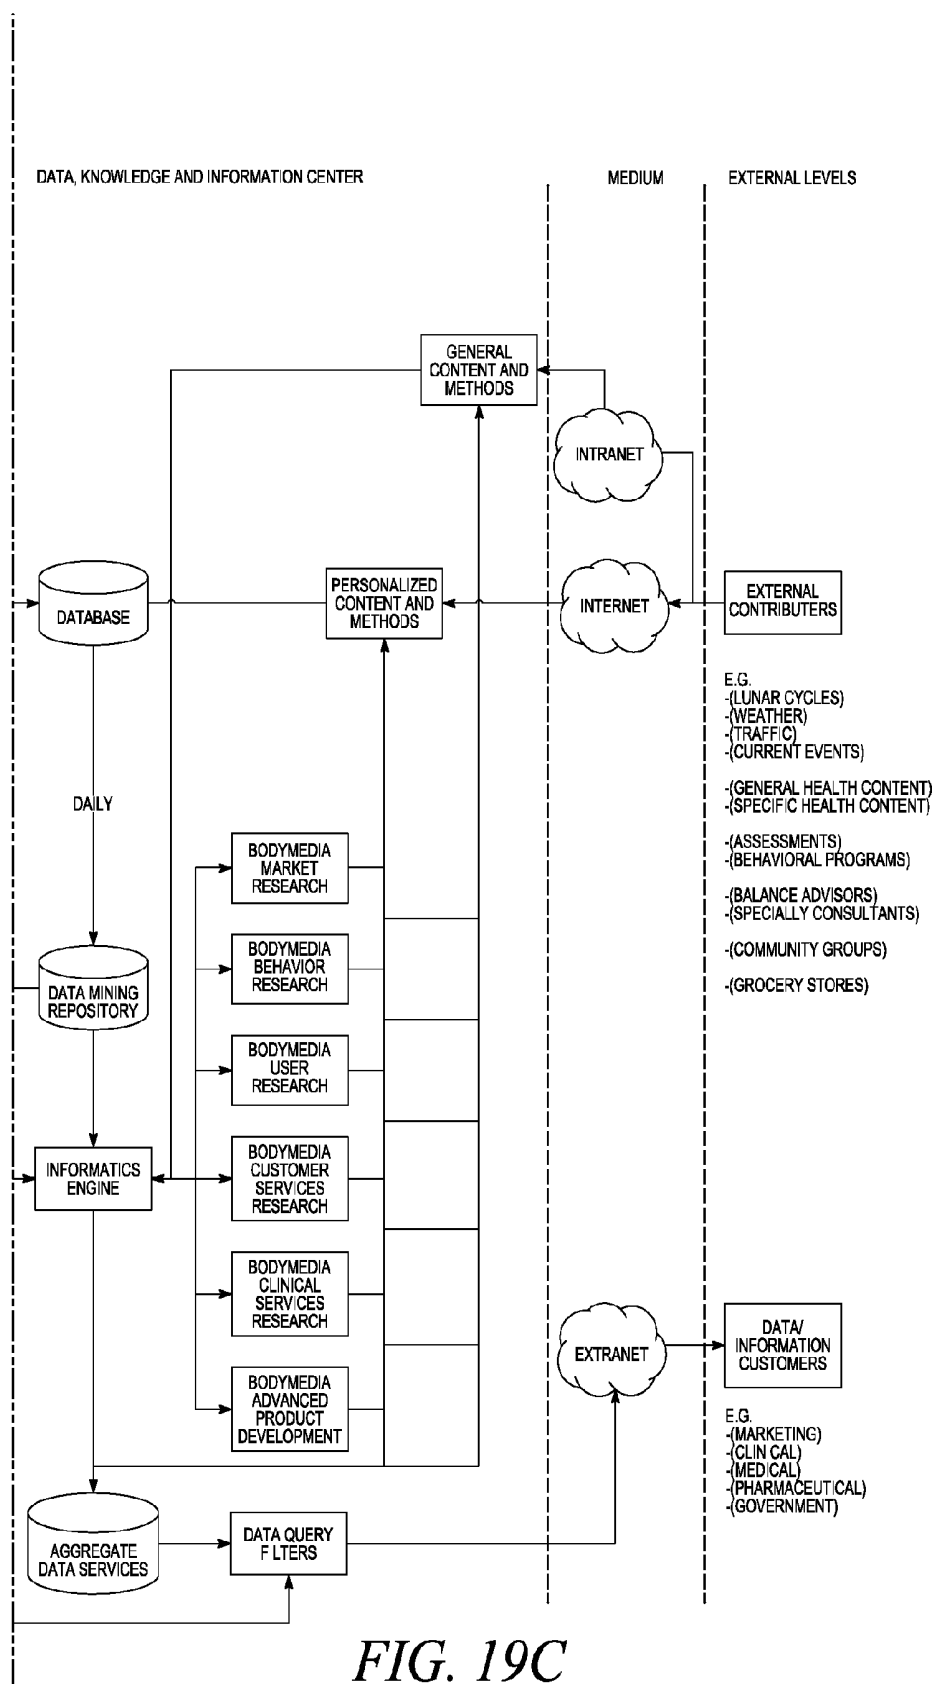 DATA, KNOWLEDGE AND INFORMATION CENTER
MEDIUM
EXTERNAL LEVELS
GENERAL
CONTENT AND
METHODS
INTRANET
DATABASE
PERSONALIZED
CONTENT AND
METHODS
INTERNET
EXTERNAL
CONTRIBUTERS
E.G.
-(LUNAR CYCLES)
-(WEATHER)
-(TRAFFIC)
-(CURRENT EVENTS)
-(GENERAL HEALTH CONTENT)
-(SPECIFIC HEALTH CONTENT)
-(ASSESSMENTS)
-(BEHAVIORAL PROGRAMS)
-(BALANCE ADVISORS)
-(SPECIALLY CONSULTANTS)
-(COMMUNITY GROUPS)
-(GROCERY STORES)
DAILY
BODYMEDIA
MARKET
RESEARCH
DATA MINING
REPOSITORY
BODYMEDIA
BEHAVIOR
RESEARCH
BODYMEDIA
USER
RESEARCH
INFORMATICS
ENGINE
BODYMEDIA
CUSTOMER
SERVICES
RESEARCH
BODYMEDIA
CLINICAL
SERVICES
RESEARCH
BODYMEDIA
ADVANCED
PRODUCT
DEVELOPMENT
EXTRANET
DATA/
INFORMATION
CUSTOMERS
E.G.
-(MARKETING)
-(CLIN CAL)
-(MEDICAL)
-(PHARMACEUTICAL)
-(GOVERNMENT)
AGGREGATE
DATA SERVICES
DATA QUERY
F LTERS
FIG. 19C